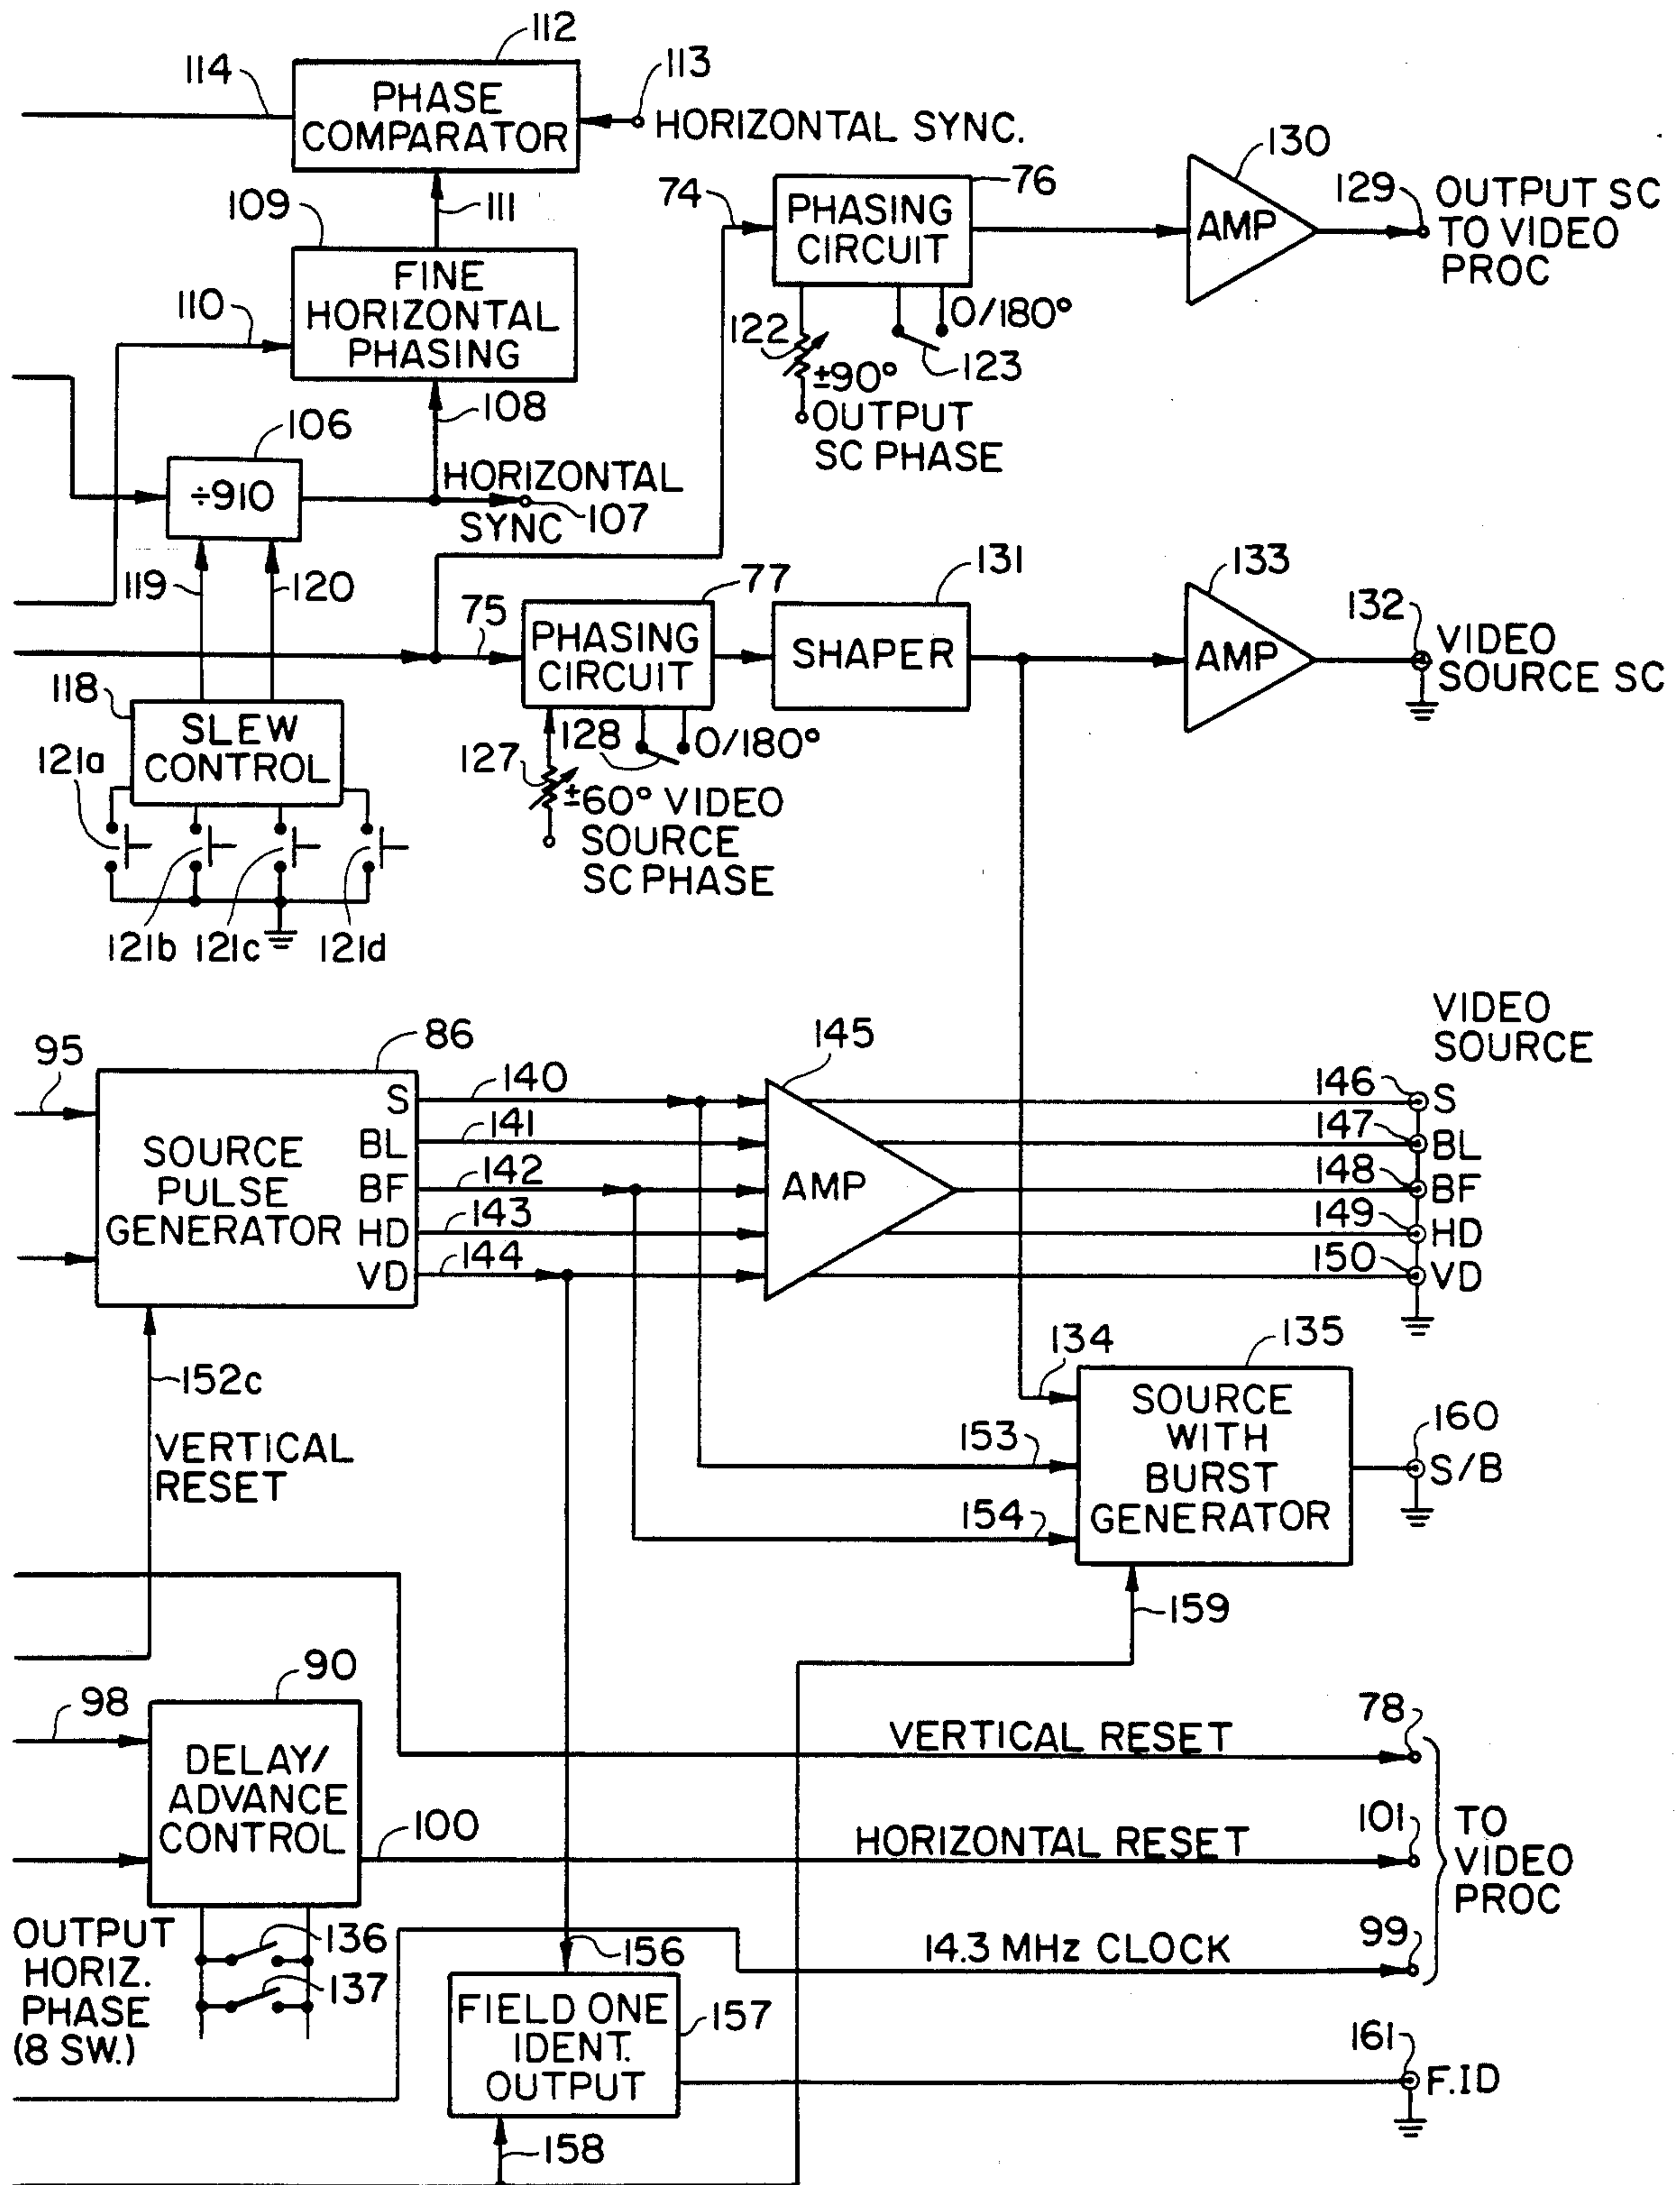 112
114
113
PHASE
COMPARATOR
HORIZONTAL SYNC.
109
111
FINE
HORIZONTAL
PHASING
110
108
106
÷910
HORIZONTAL
SYNC
107
119
120
118
SLEW
CONTROL
121a
121b
121c
121d
74
76
PHASING
CIRCUIT
122
±90°
OUTPUT
SC PHASE
0/180°
123
130
AMP
129
OUTPUT SC
TO VIDEO
PROC
75
77
PHASING
CIRCUIT
127
128
0/180°
±60° VIDEO
SOURCE
SC PHASE
131
SHAPER
133
AMP
132
VIDEO
SOURCE SC
95
86
SOURCE
PULSE
GENERATOR
S
BL
BF
HD
VD
140
141
142
143
144
145
AMP
VIDEO
SOURCE
146
S
147
BL
148
BF
149
HD
150
VD
152c
VERTICAL
RESET
134
135
153
154
SOURCE
WITH
BURST
GENERATOR
160
S/B
159
98
90
DELAY/
ADVANCE
CONTROL
100
OUTPUT
HORIZ.
PHASE
(8 SW.)
136
137
VERTICAL RESET
78
HORIZONTAL RESET
101
14.3 MHz CLOCK
99
TO
VIDEO
PROC
156
FIELD ONE
IDENT.
OUTPUT
157
158
161
F.ID